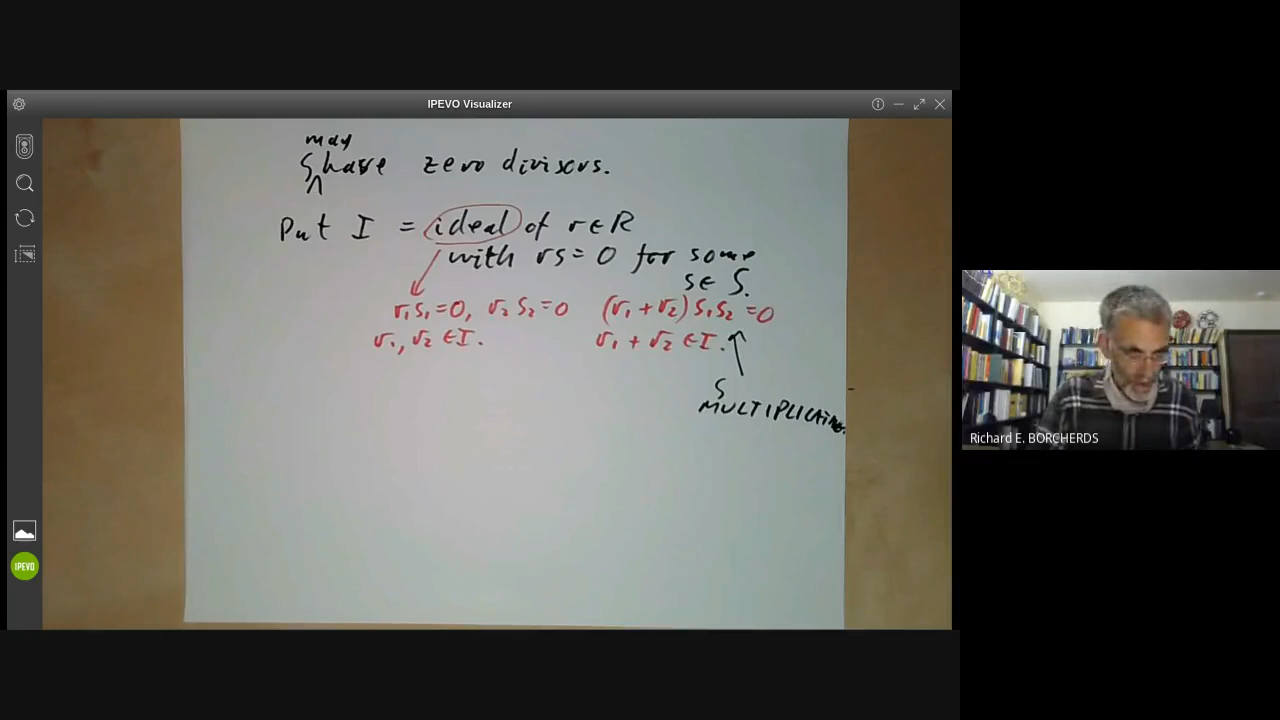 IPEVO Visualizer
may
S have zero divisors.
Put I = ideal of r∈R
with rs=0 for some
s∈ S.
r₁s₁=0, r₂s₂=0 (r₁+r₂)s₁s₂=0
r₁, r₂ ∈I. r₁+r₂ ∈I.
S
MULTIPLICATIVE.
Richard E. BORCHERDS
IPEVO